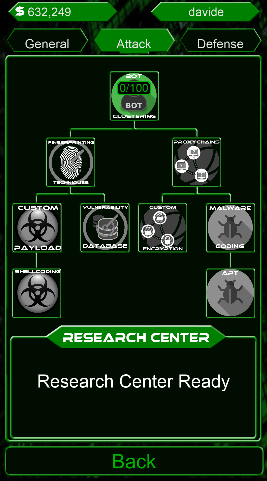 $ 632,249
davide
General
Attack
Defense
BOT
0/100
BOT
CLUSTERING
FINGERPRINTING
TECHNIQUES
PROXY CHAINS
CUSTOM
PAYLOAD
VULNERABILITY
DATABASE
CUSTOM
ENCRYPTION
MALWARE
CODING
SHELLCODING
APT
RESEARCH CENTER
Research Center Ready
Back